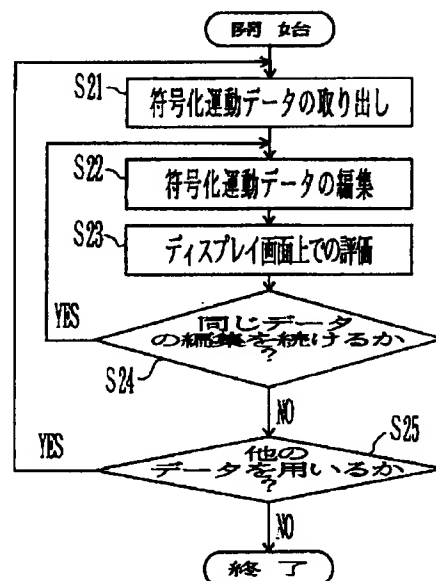 開始
S21
符号化運動データの取り出し
S22
符号化運動データの編集
S23
ディスプレイ画面上での評価
YES
同じデータ
の編集を続けるか
?
S24
NO
YES
S25
他の
データを用いるか
?
NO
終了